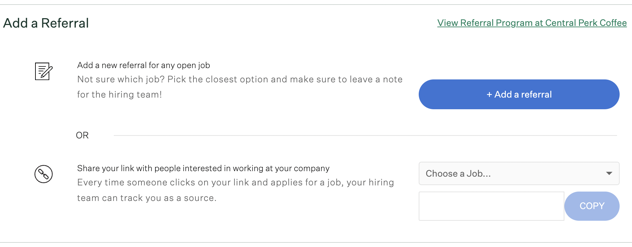 Add a Referral
View Referral Program at Central Perk Coffee
Add a new referral for any open job
Not sure which job? Pick the closest option and make sure to leave a note
for the hiring team!
+ Add a referral
OR
Share your link with people interested in working at your company
Every time someone clicks on your link and applies for a job, your hiring
team can track you as a source.
Choose a Job...
COPY